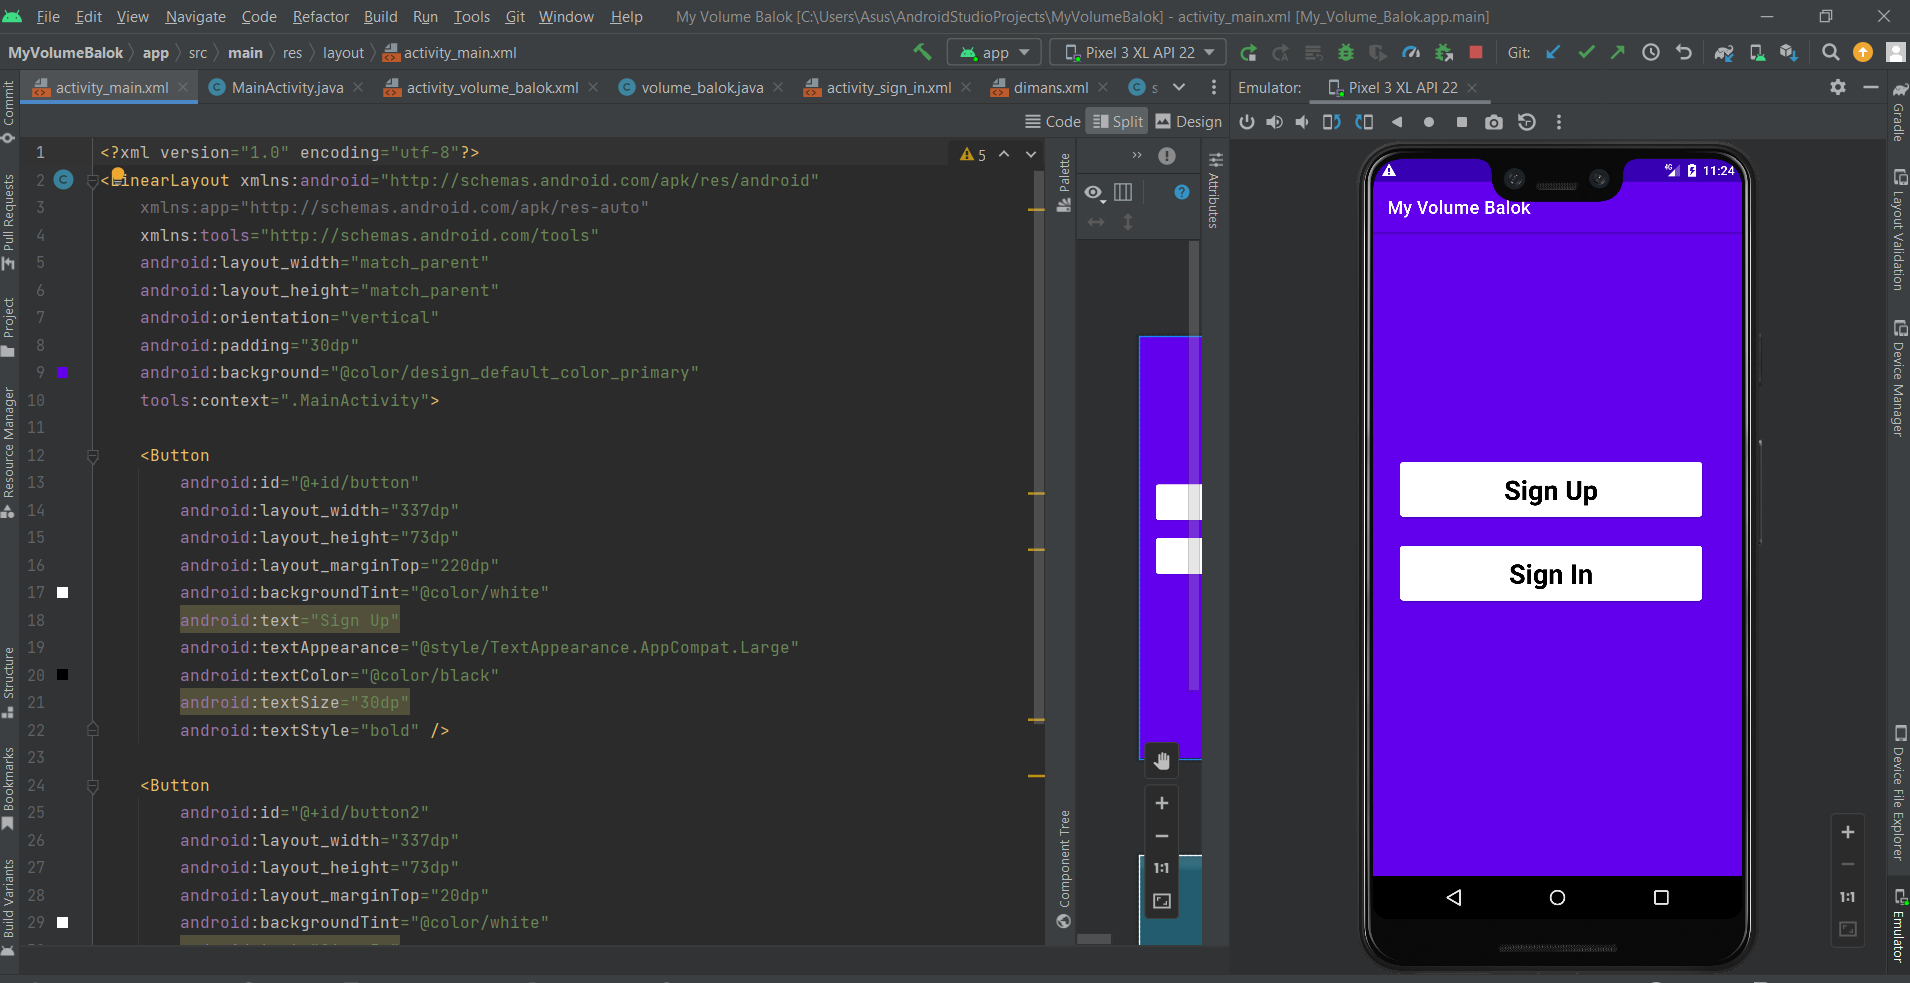 File Edit View Navigate Code Refactor Build Run Tools Git Window Help My Volume Balok [C:\Users\Asus\AndroidStudioProjects\MyVolumeBalok] - activity_main.xml [My_Volume_Balok.app.main]
MyVolumeBalok app src main res layout activity_main.xml app Pixel 3 XL API 22 Git:
activity_main.xml MainActivity.java activity_volume_balok.xml volume_balok.java activity_sign_in.xml dimans.xml s Emulator: Pixel 3 XL API 22
Code Split Design
1 <?xml version="1.0" encoding="utf-8"?> 5
2 <LinearLayout xmlns:android="http://schemas.android.com/apk/res/android"
3 xmlns:app="http://schemas.android.com/apk/res-auto"
4 xmlns:tools="http://schemas.android.com/tools"
5 android:layout_width="match_parent"
6 android:layout_height="match_parent"
7 android:orientation="vertical"
8 android:padding="30dp"
9 android:background="@color/design_default_color_primary"
10 tools:context=".MainActivity">
11
12 <Button
13 android:id="@+id/button"
14 android:layout_width="337dp"
15 android:layout_height="73dp"
16 android:layout_marginTop="220dp"
17 android:backgroundTint="@color/white"
18 android:text="Sign Up"
19 android:textAppearance="@style/TextAppearance.AppCompat.Large"
20 android:textColor="@color/black"
21 android:textSize="30dp"
22 android:textStyle="bold" />
23
24 <Button
25 android:id="@+id/button2"
26 android:layout_width="337dp"
27 android:layout_height="73dp"
28 android:layout_marginTop="20dp"
29 android:backgroundTint="@color/white"
Commit
Pull Requests
Project
Resource Manager
Structure
Bookmarks
Build Variants
Palette
Component Tree
Attributes
1:1
4G 11:24
My Volume Balok
Sign Up
Sign In
1:1
Gradle
Layout Validation
Device Manager
Device File Explorer
Emulator